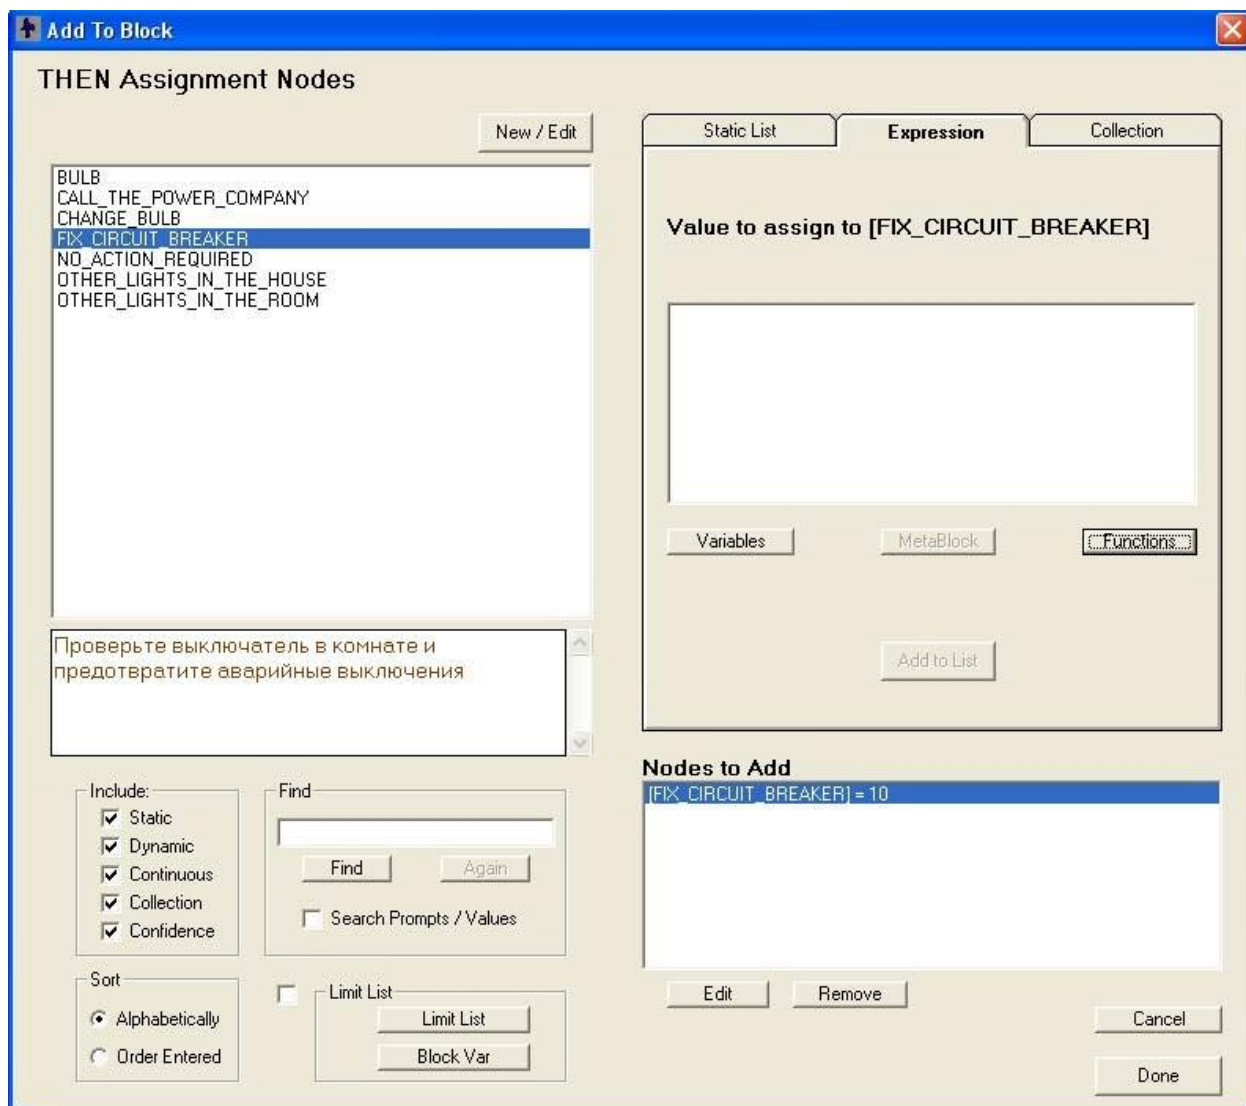 Add To Block
THEN Assignment Nodes
New / Edit
BULB
CALL_THE_POWER_COMPANY
CHANGE_BULB
FIX_CIRCUIT_BREAKER
NO_ACTION_REQUIRED
OTHER_LIGHTS_IN_THE_HOUSE
OTHER_LIGHTS_IN_THE_ROOM
Проверьте выключатель в комнате и
предотвратите аварийные выключения
Include:
Static
Dynamic
Continuous
Collection
Confidence
Find
Find
Again
Search Prompts / Values
Sort
Alphabetically
Order Entered
Limit List
Limit List
Block Var
Static List
Expression
Collection
Value to assign to [FIX_CIRCUIT_BREAKER]
Variables
MetaBlock
Functions
Add to List
Nodes to Add
[FIX_CIRCUIT_BREAKER] = 10
Edit
Remove
Cancel
Done